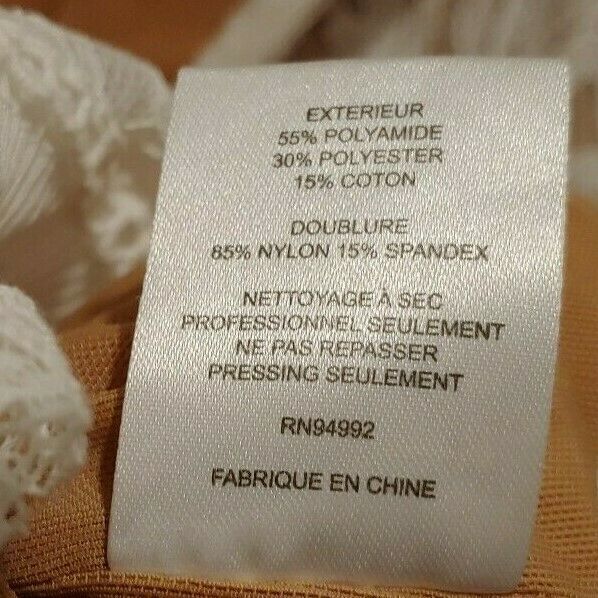 EXTERIEUR
55% POLYAMIDE
30% POLYESTER
15% COTON
DOUBLURE
85% NYLON 15% SPANDEX
NETTOYAGE À SEC
PROFESSIONNEL SEULEMENT
NE PAS REPASSER
PRESSING SEULEMENT
RN94992
FABRIQUE EN CHINE